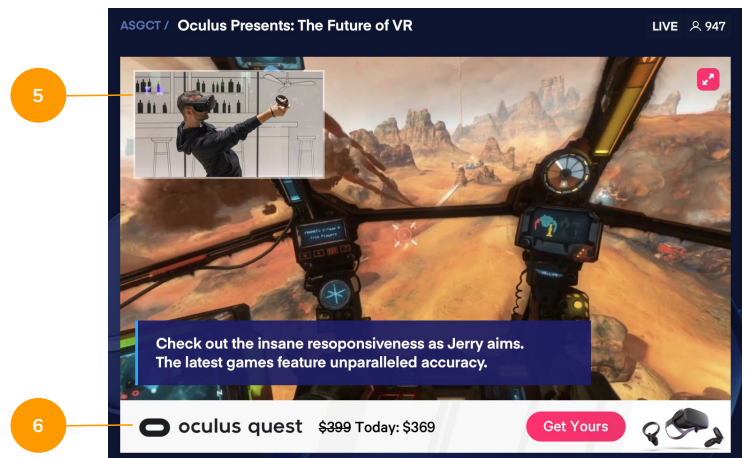 ASGCT / Oculus Presents: The Future of VR
LIVE 947
5
Check out the insane resoponsiveness as Jerry aims.
The latest games feature unparalleled accuracy.
6
oculus quest $399 Today: $369
Get Yours